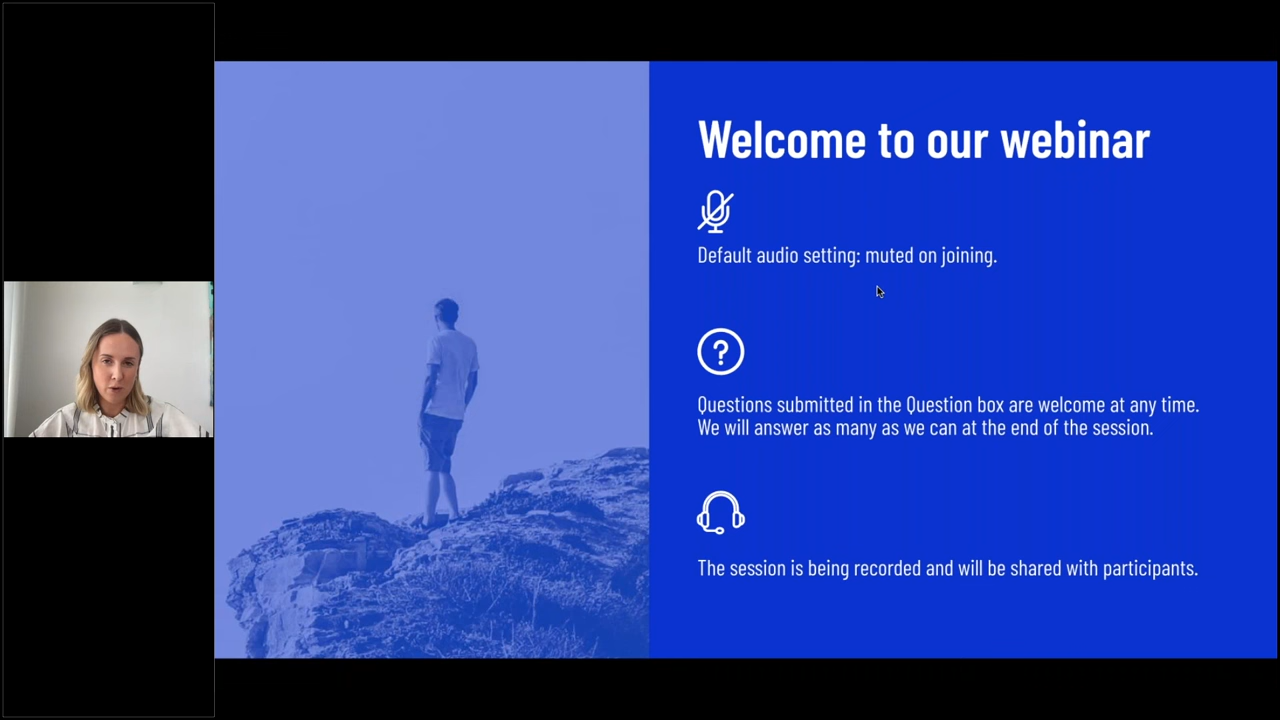 Welcome to our webinar
Default audio setting: muted on joining.
Questions submitted in the Question box are welcome at any time.
We will answer as many as we can at the end of the session.
The session is being recorded and will be shared with participants.